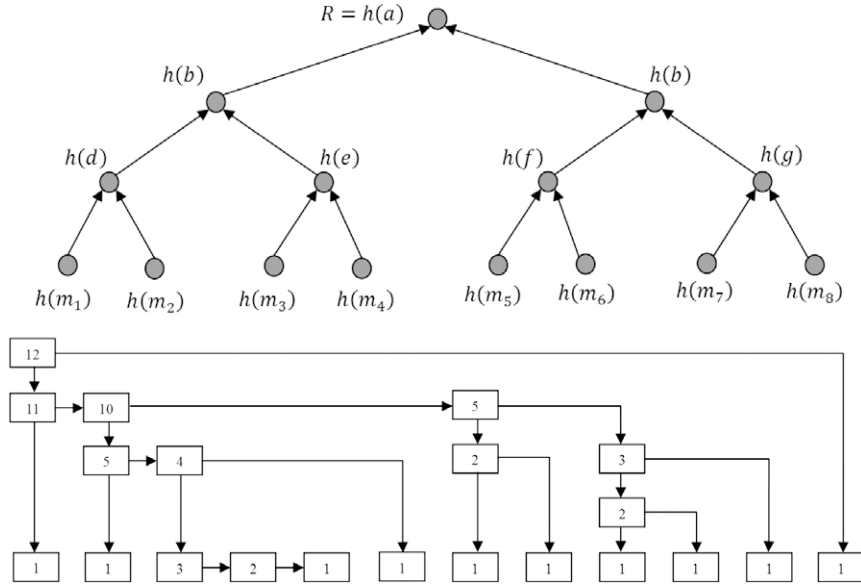 R = h(a)
h(b) h(b)
h(d) h(e) h(f) h(g)
h(m₁) h(m₂) h(m₃) h(m₄) h(m₅) h(m₆) h(m₇) h(m₈)
12
11 10 5
5 4 2 3
2
1 1 3 2 1 1 1 1 1 1 1 1